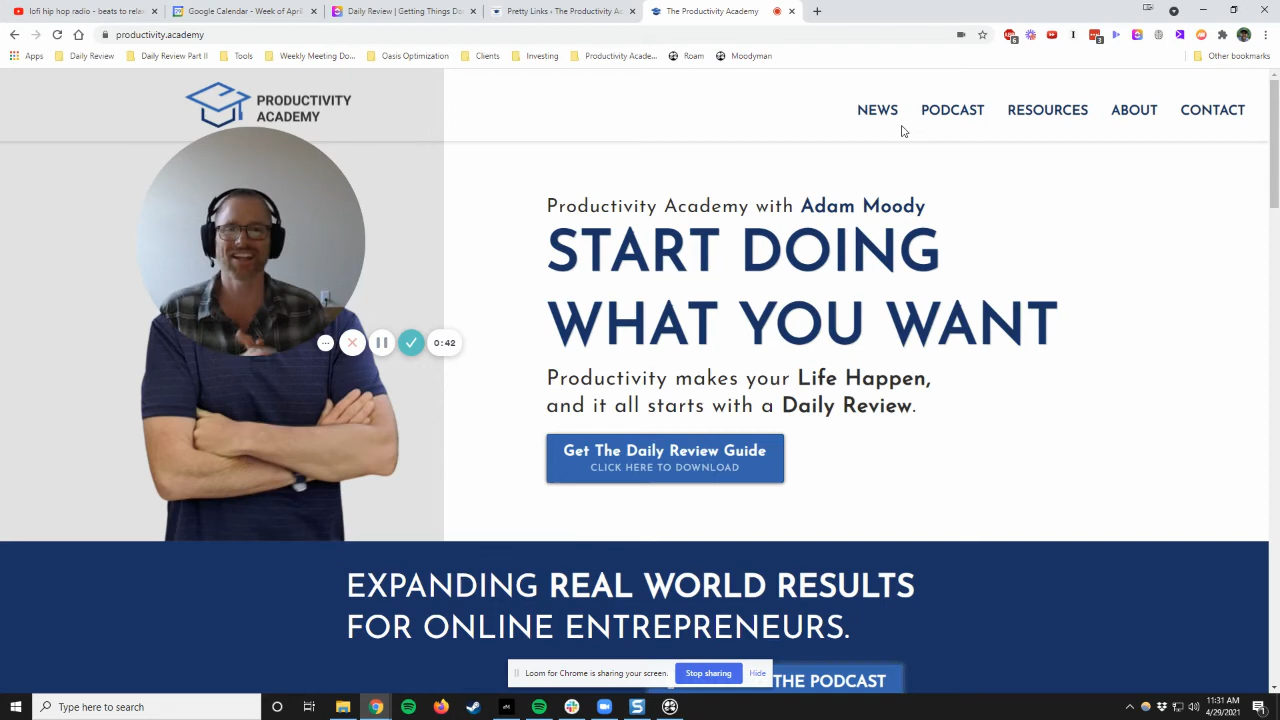 lofi hip hop radio - beats to rela
Google Calendar - Week of April
Daily Review | Getting Things Do
Pretty Links ‹ The Productivity A
The Productivity Academy
productivity.academy
Apps
Daily Review
Daily Review Part II
Tools
Weekly Meeting Do...
Oasis Optimization
Clients
Investing
Productivity Acade...
Roam
Moodyman
Other bookmarks
PRODUCTIVITY
ACADEMY
NEWS PODCAST RESOURCES ABOUT CONTACT
Productivity Academy with Adam Moody
START DOING
WHAT YOU WANT
0:42
Productivity makes your Life Happen,
and it all starts with a Daily Review.
Get The Daily Review Guide
CLICK HERE TO DOWNLOAD
EXPANDING REAL WORLD RESULTS
FOR ONLINE ENTREPRENEURS.
Loom for Chrome is sharing your screen. Stop sharing Hide
THE PODCAST
Type here to search
11:31 AM
4/29/2021